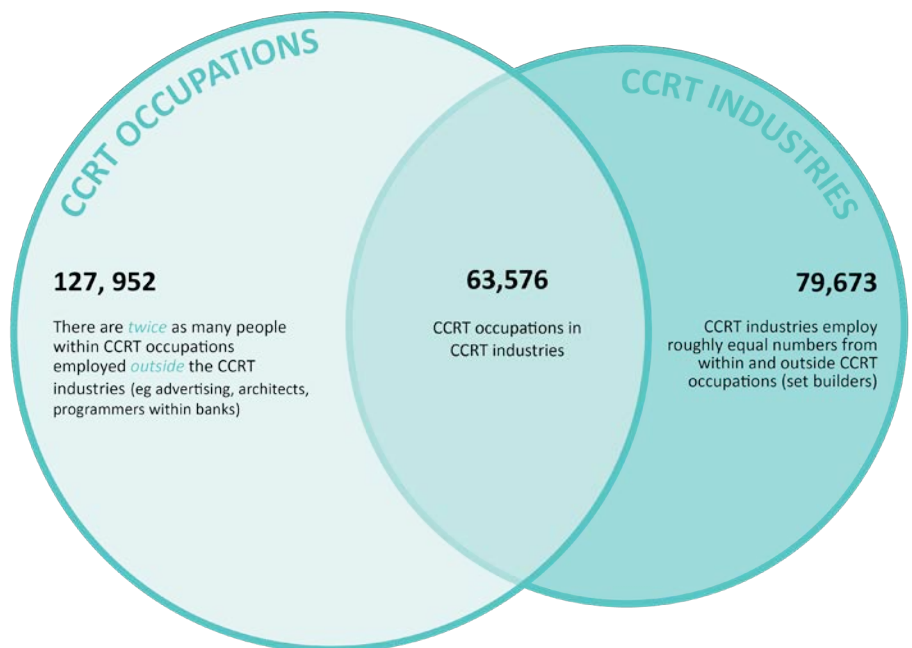 CCRT OCCUPATIONS
CCRT INDUSTRIES
127, 952
There are twice as many people
within CCRT occupations
employed outside the CCRT
industries (eg advertising, architects,
programmers within banks)
63,576
CCRT occupations in
CCRT industries
79,673
CCRT industries employ
roughly equal numbers from
within and outside CCRT
occupations (set builders)